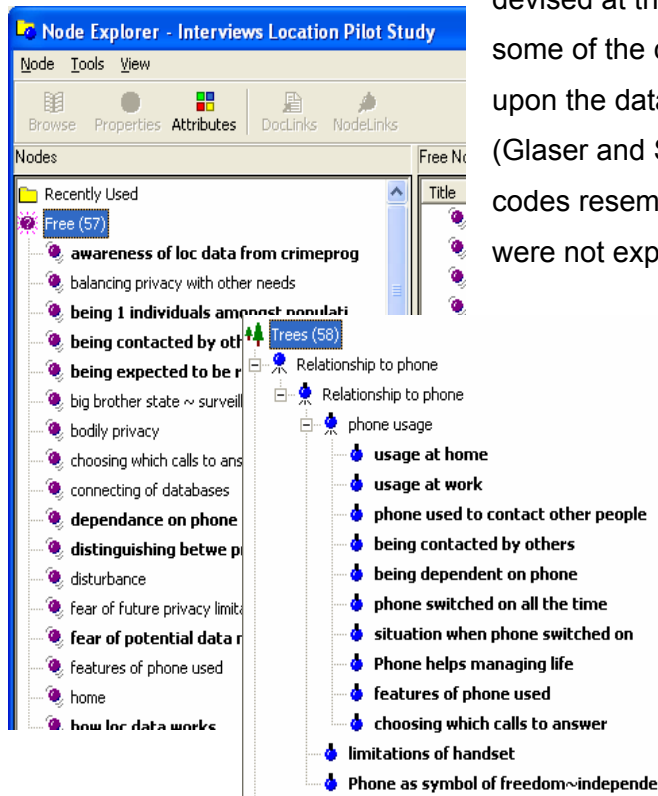 devised at th
some of the
upon the data
(Glaser and S
codes resem
were not exp
Node Explorer - Interviews Location Pilot Study
Node Tools View
Browse Properties Attributes DocLinks NodeLinks
Nodes
Recently Used
Free (57)
awareness of loc data from crimeprog
balancing privacy with other needs
being 1 individuals amongst populati
being contacted by oth
being expected to be r
big brother state ~ surveill
bodily privacy
choosing which calls to ans
connecting of databases
dependance on phone
distinguishing betwe p
disturbance
fear of future privacy limita
fear of potential data r
features of phone used
home
how loc data works
Free No
Title
Trees (58)
Relationship to phone
Relationship to phone
phone usage
usage at home
usage at work
phone used to contact other people
being contacted by others
being dependent on phone
phone switched on all the time
situation when phone switched on
Phone helps managing life
features of phone used
choosing which calls to answer
limitations of handset
Phone as symbol of freedom~independe